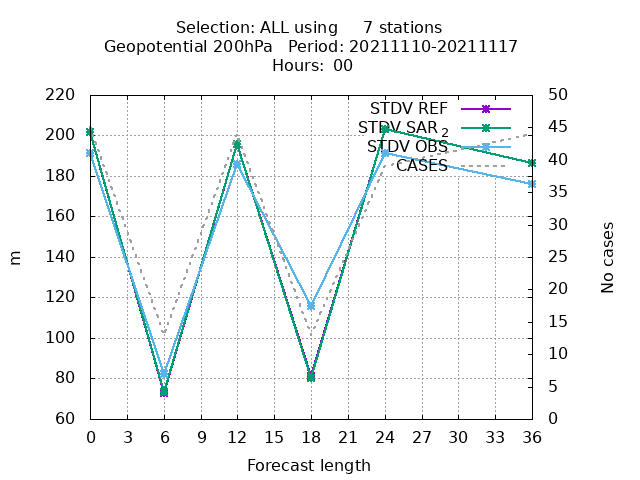 Selection: ALL using     7 stations
Geopotential 200hPa   Period: 20211110-20211117
Hours:  00
220
200
180
160
140
120
100
80
60
50
45
40
35
30
25
20
15
10
5
0
STDV REF
STDV SAR 2
STDV OBS
CASES
m
No cases
0 3 6 9 12 15 18 21 24 27 30 33 36
Forecast length